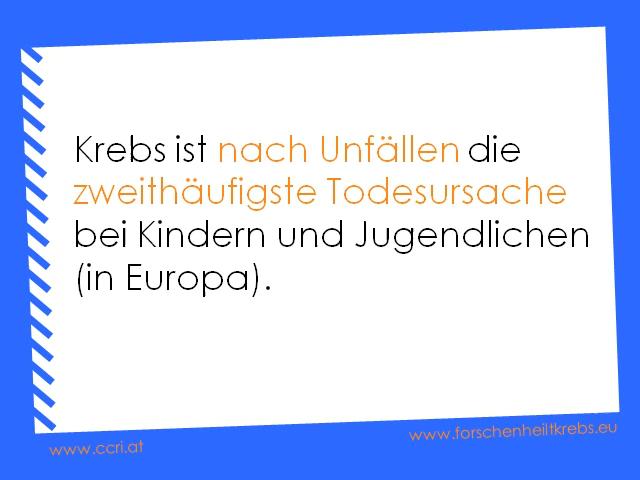 Krebs ist nach Unfällen die
zweithäufigste Todesursache
bei Kindern und Jugendlichen
(in Europa).
www.ccri.at
www.forschenheiltkrebs.eu